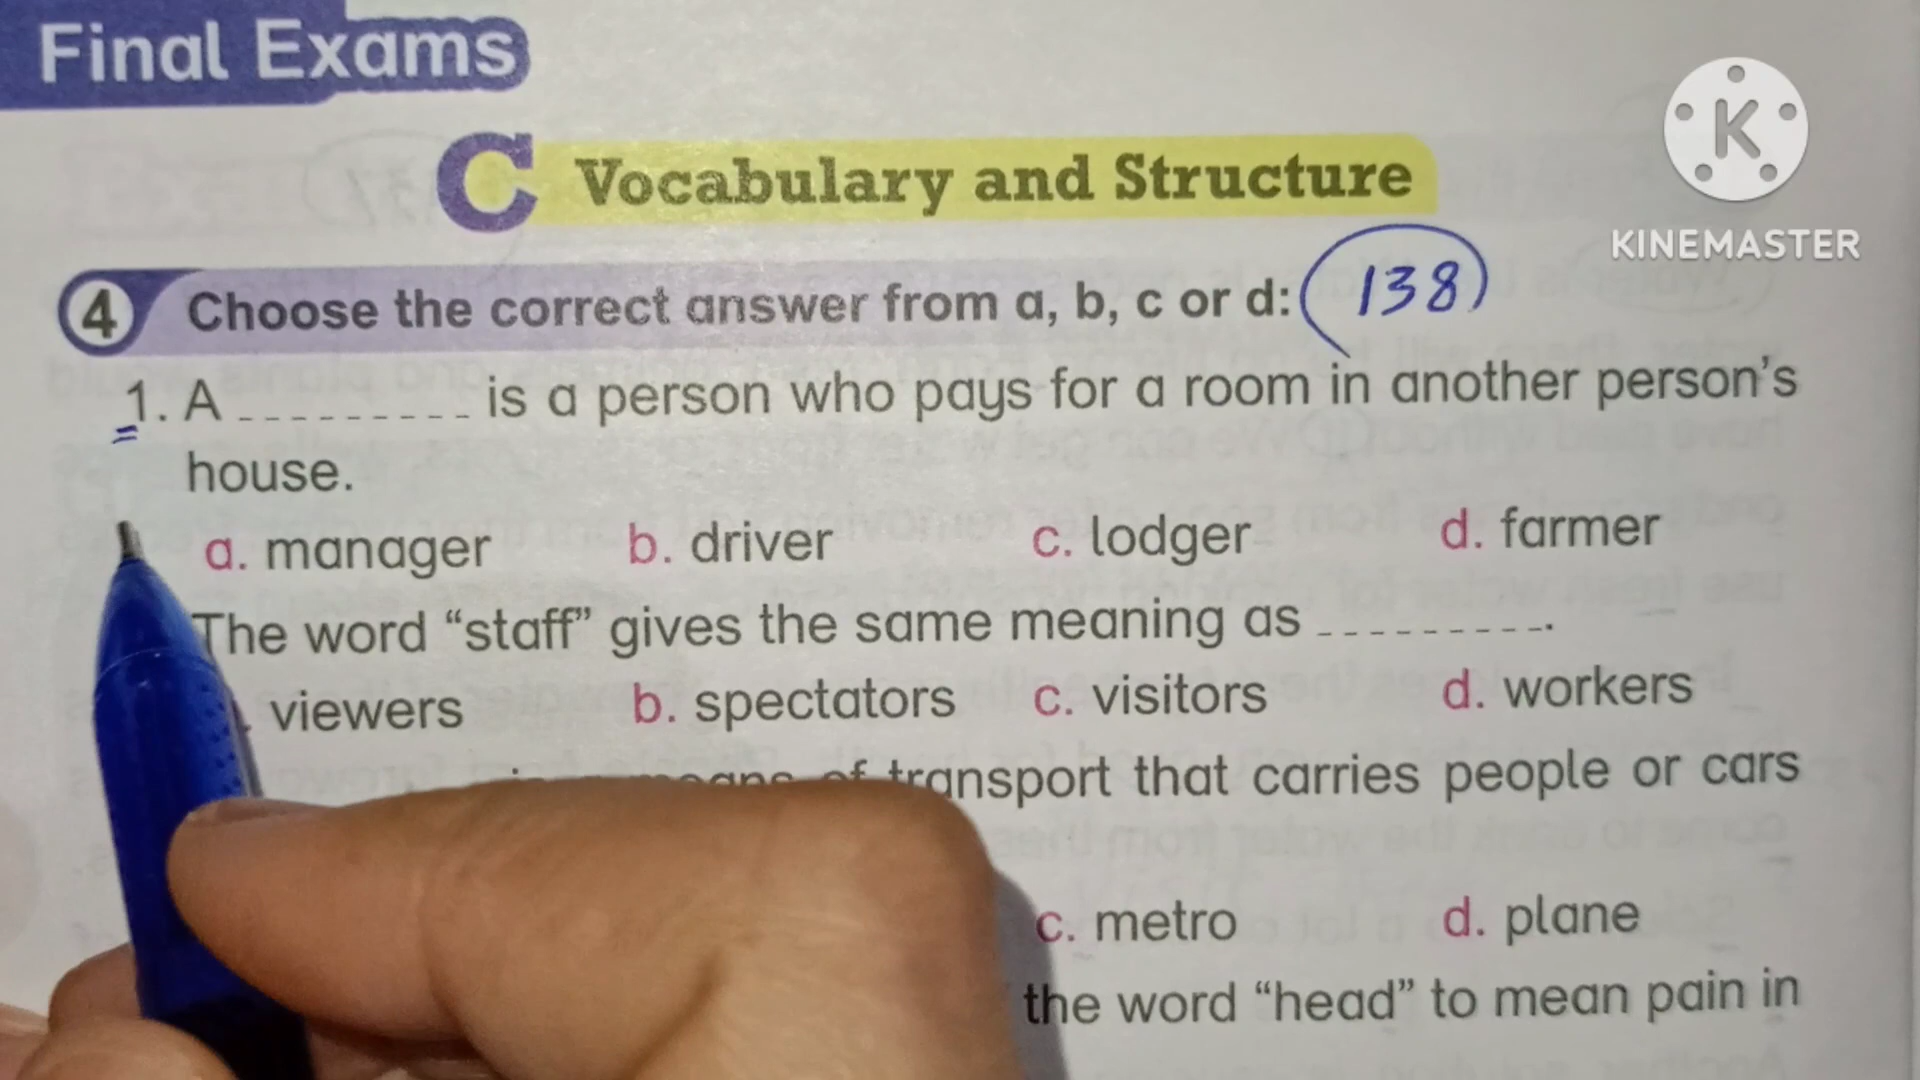 Final Exams
C Vocabulary and Structure
K
KINEMASTER
4 Choose the correct answer from a, b, c or d: 138
1. A _ _ _ _ _ _ _ _ _ is a person who pays for a room in another person's
house.
a. manager b. driver c. lodger d. farmer
The word “staff” gives the same meaning as _ _ _ _ _ _ _ _ _.
viewers b. spectators c. visitors d. workers
means of transport that carries people or cars
c. metro d. plane
the word “head” to mean pain in